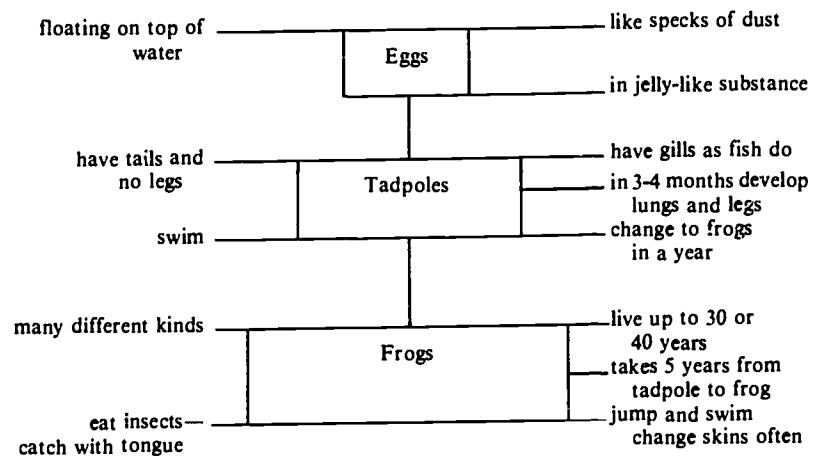 floating on top of
water
Eggs
like specks of dust
in jelly-like substance
have tails and
no legs
swim
Tadpoles
have gills as fish do
in 3-4 months develop
lungs and legs
change to frogs
in a year
many different kinds
eat insects—
catch with tongue
Frogs
live up to 30 or
40 years
takes 5 years from
tadpole to frog
jump and swim
change skins often